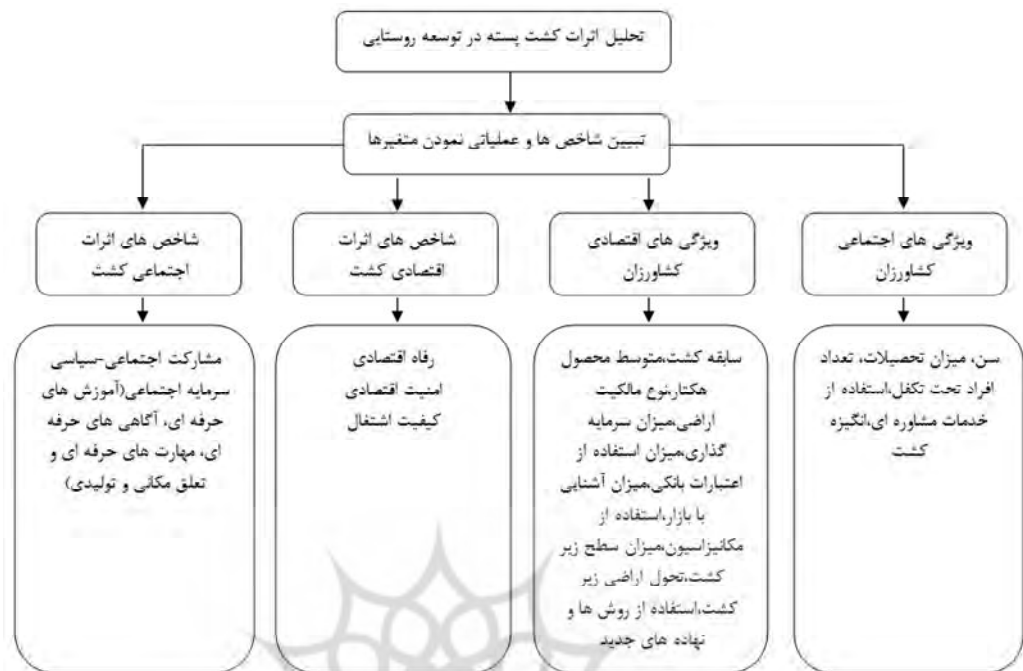 تحلیل اثرات کشت پسته در توسعه روستایی
تبیین شاخص ها و عملیاتی نمودن متغیرها
ویژگی های اجتماعی
کشاورزان
ویژگی های اقتصادی
کشاورزان
شاخص های اثرات
اقتصادی کشت
شاخص های اثرات
اجتماعی کشت
سن، میزان تحصیلات، تعداد
افراد تحت تکفل،استفاده از
خدمات مشاوره ای،انگیزه
کشت
سابقه کشت،متوسط محصول
هکتار،نوع مالکیت
اراضی،میزان سرمایه
گذاری،میزان استفاده از
اعتبارات بانکی،میزان آشنایی
با بازار،استفاده از
مکانیزاسیون،میزان سطح زیر
کشت،تحول اراضی زیر
کشت،استفاده از روش ها و
نهاده های جدید
رفاه اقتصادی
امنیت اقتصادی
کیفیت اشتغال
مشارکت اجتماعی-سیاسی
سرمایه اجتماعی(آموزش های
حرفه ای، آگاهی های حرفه
ای، مهارت های حرفه ای و
تعلق مکانی و تولیدی)